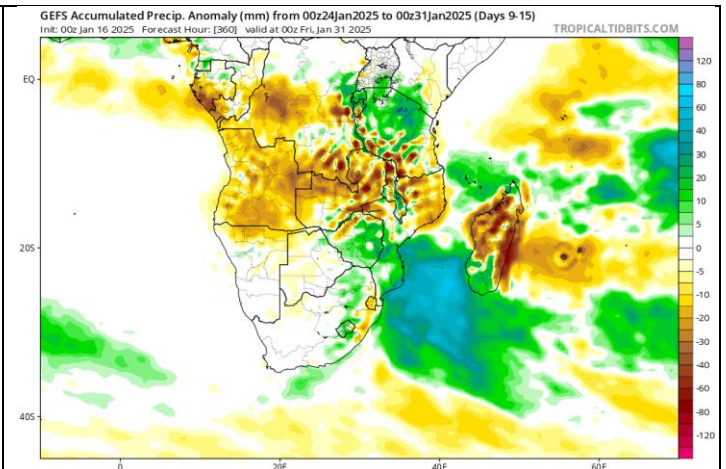 GEFS Accumulated Precip. Anomaly (mm) from 00z24Jan2025 to 00z31Jan2025 (Days 9-15)
Init: 00z Jan 16 2025 Forecast Hour: [360] valid at 00z Fri, Jan 31 2025 TROPICALTIDBITS.COM
EQ
20S
40S
0
20E
40E
60E
120
80
60
50
40
30
20
10
5
0
-5
-10
-20
-30
-40
-50
-60
-80
-120